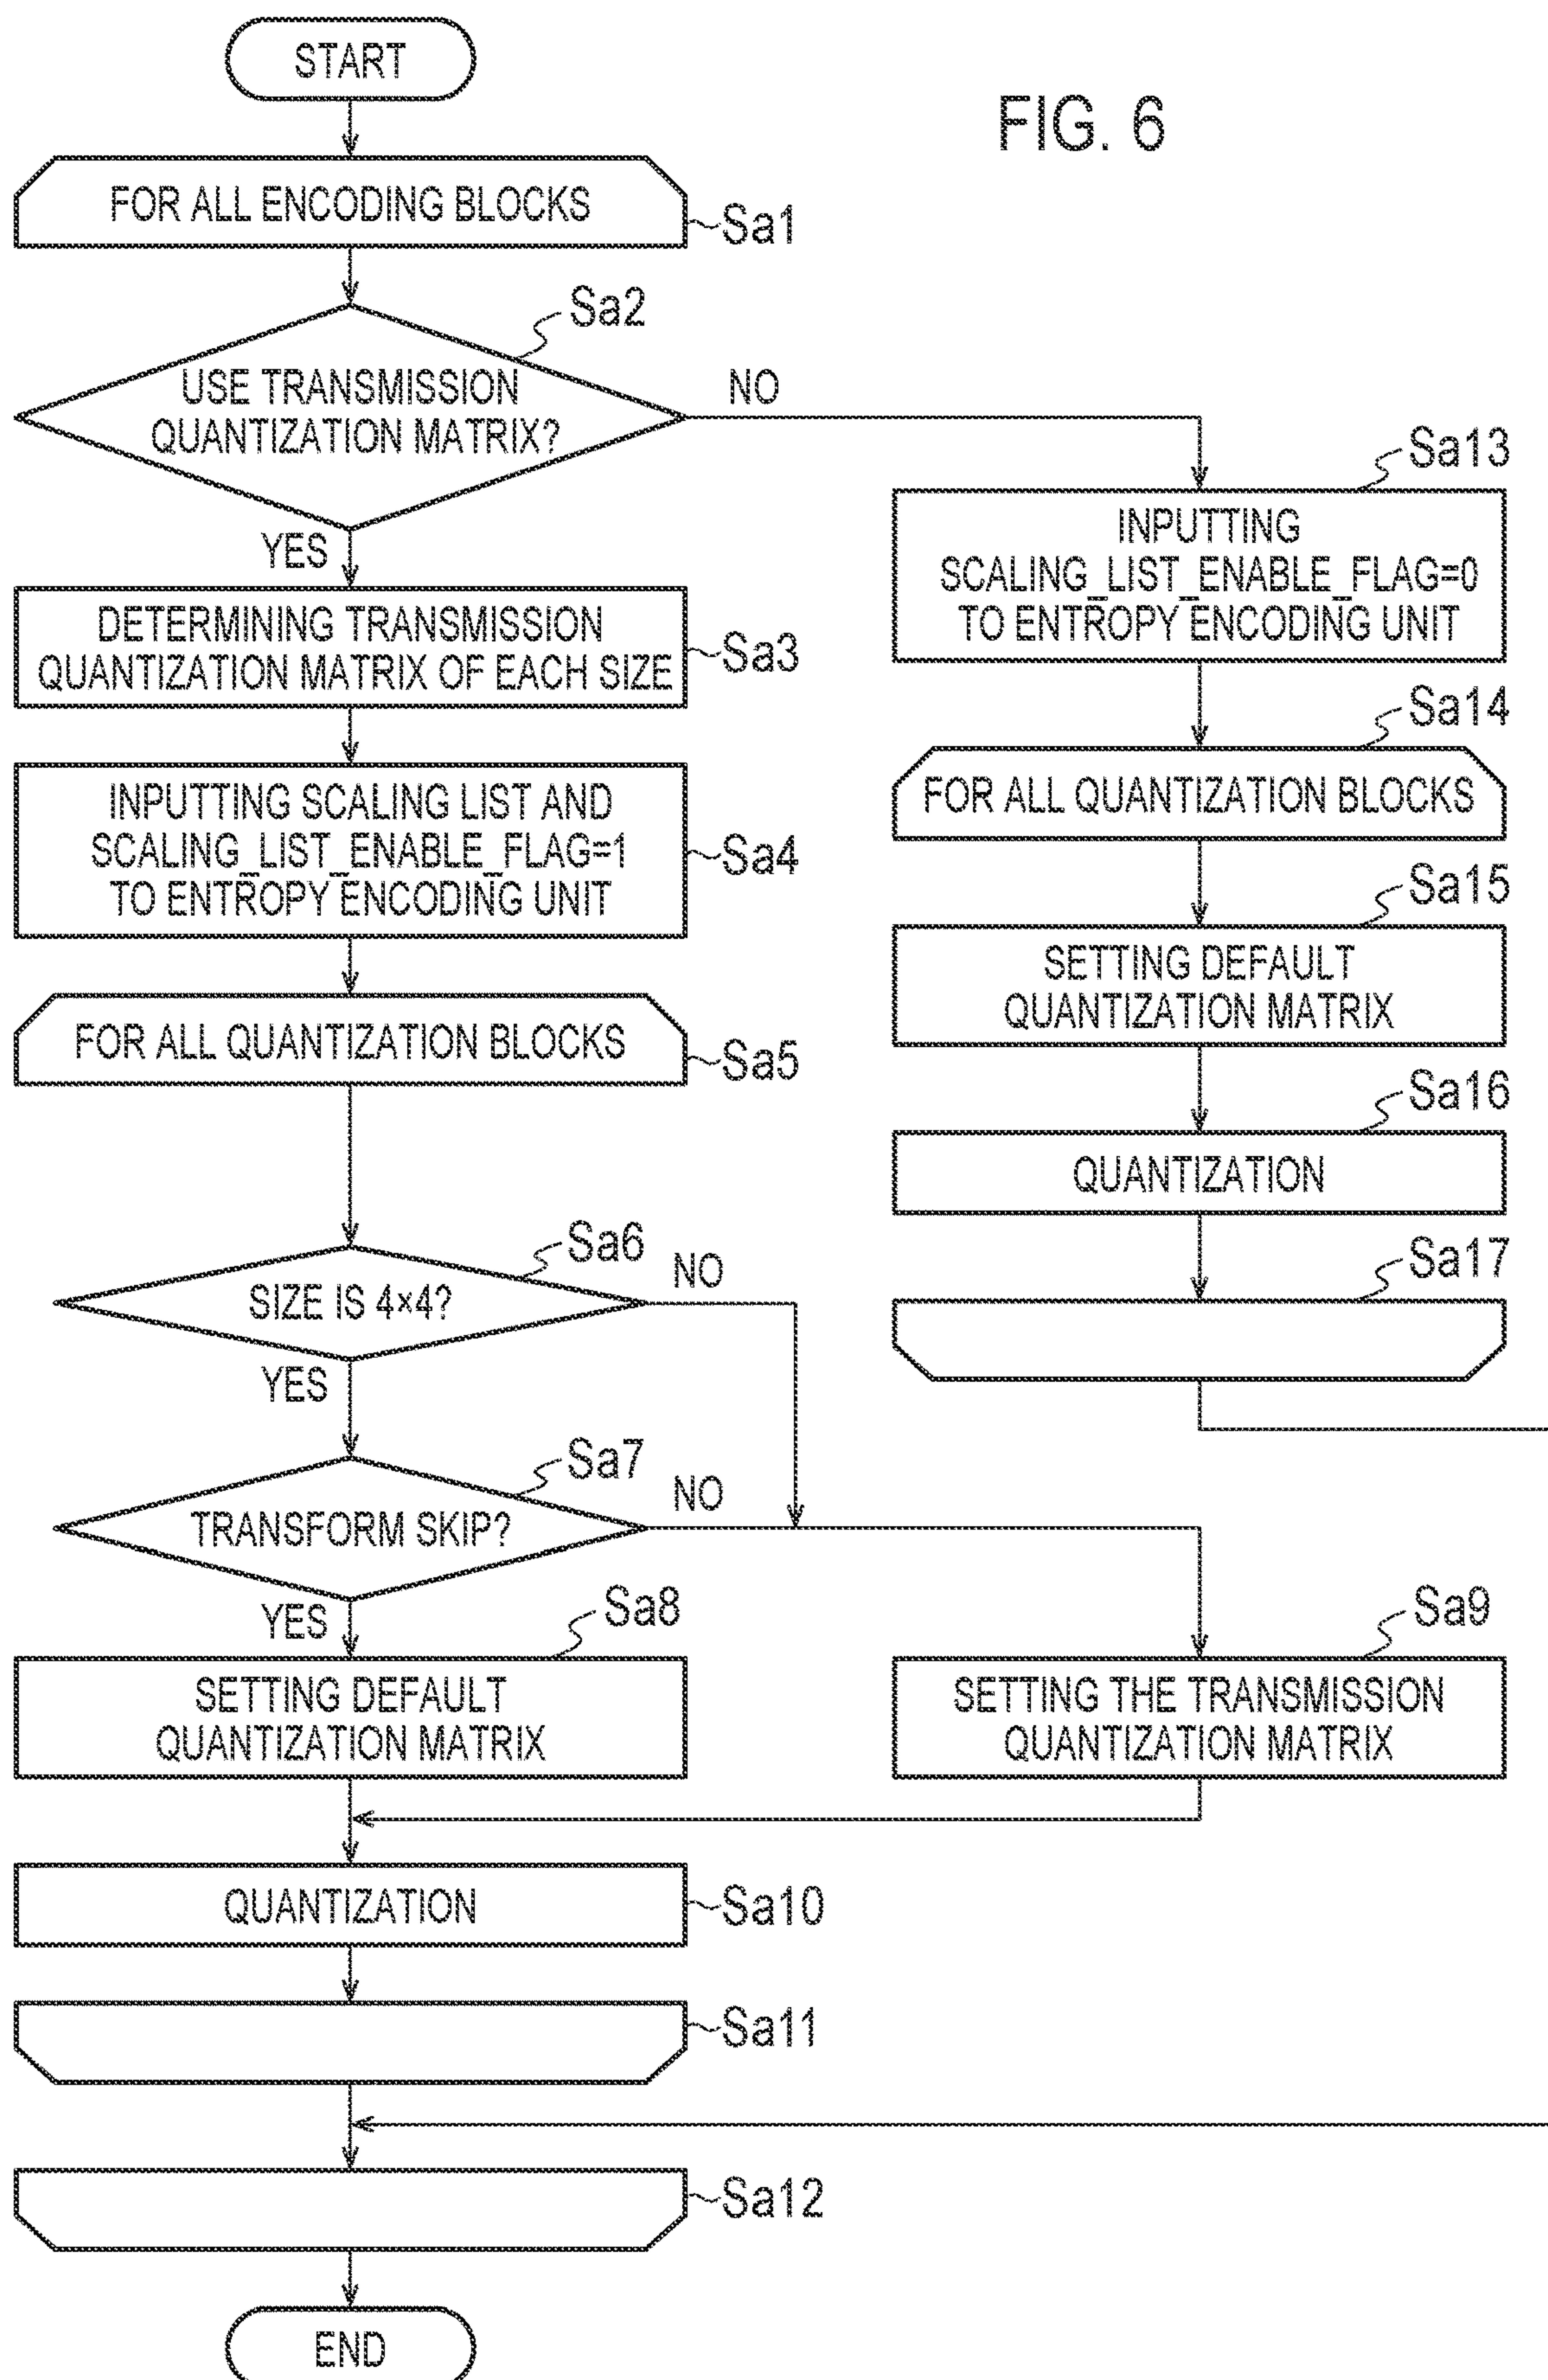 START
FIG. 6
FOR ALL ENCODING BLOCKS
Sa1
Sa2
USE TRANSMISSION
QUANTIZATION MATRIX?
NO
YES
DETERMINING TRANSMISSION
QUANTIZATION MATRIX OF EACH SIZE
Sa3
INPUTTING SCALING LIST AND
SCALING_LIST_ENABLE_FLAG=1
TO ENTROPY ENCODING UNIT
Sa4
FOR ALL QUANTIZATION BLOCKS
Sa5
Sa6
SIZE IS 4×4?
NO
YES
Sa7
TRANSFORM SKIP?
NO
YES
Sa8
SETTING DEFAULT
QUANTIZATION MATRIX
Sa9
SETTING THE TRANSMISSION
QUANTIZATION MATRIX
QUANTIZATION
Sa10
Sa11
Sa12
END
Sa13
INPUTTING
SCALING_LIST_ENABLE_FLAG=0
TO ENTROPY ENCODING UNIT
Sa14
FOR ALL QUANTIZATION BLOCKS
Sa15
SETTING DEFAULT
QUANTIZATION MATRIX
Sa16
QUANTIZATION
Sa17